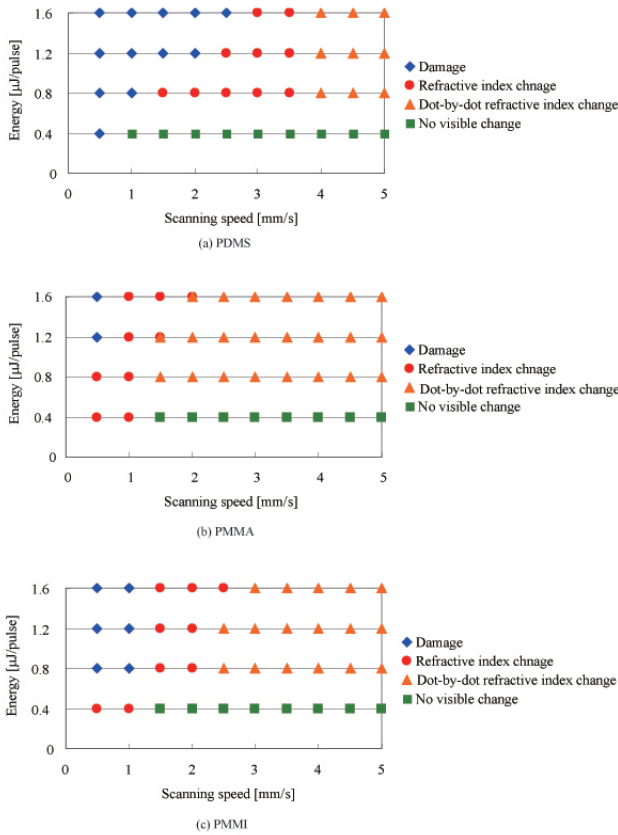 1.6
1.2
0.8
0.4
0
Energy [μJ/pulse]
0 1 2 3 4 5
Scanning speed [mm/s]
Damage
Refractive index chnage
Dot-by-dot refractive index change
No visible change
(a) PDMS
1.6
1.2
0.8
0.4
0
Energy [μJ/pulse]
0 1 2 3 4 5
Scanning speed [mm/s]
Damage
Refractive index chnage
Dot-by-dot refractive index change
No visible change
(b) PMMA
1.6
1.2
0.8
0.4
0
Energy [μJ/pulse]
0 1 2 3 4 5
Scanning speed [mm/s]
Damage
Refractive index chnage
Dot-by-dot refractive index change
No visible change
(c) PMMI